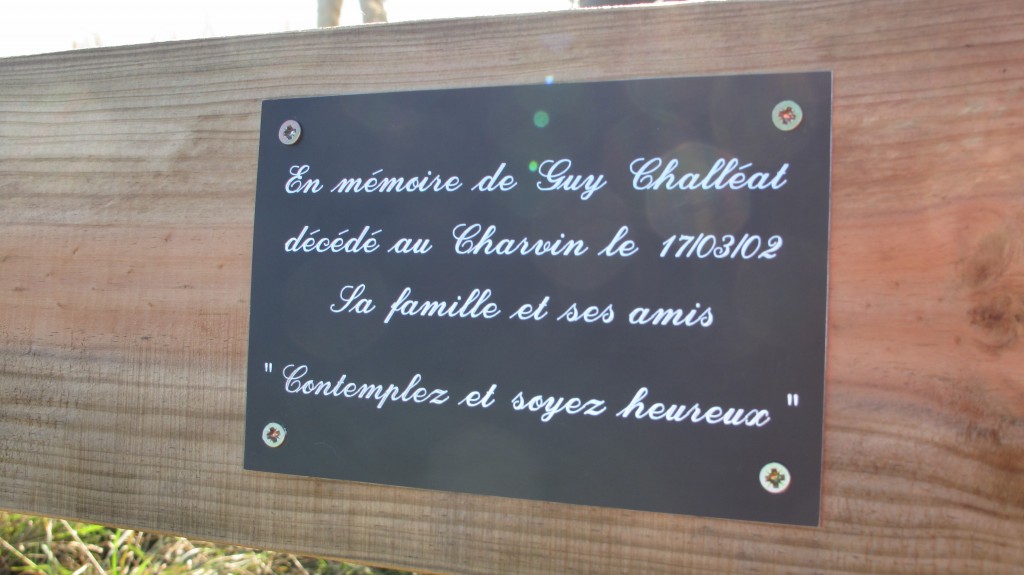 En mémoire de Guy Challéat
décédé au Charvin le 17/03/02
Sa famille et ses amis
" Contemplez et soyez heureux "